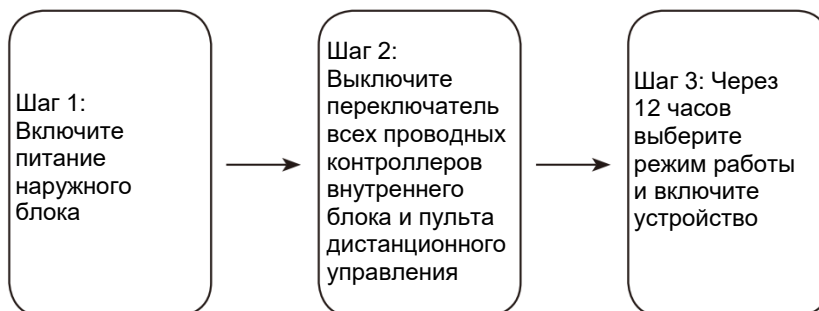 Шаг 1:
Включите
питание
наружного
блока
Шаг 2:
Выключите
переключатель
всех проводных
контроллеров
внутреннего
блока и пульта
дистанционного
управления
Шаг 3: Через
12 часов
выберите
режим работы
и включите
устройство